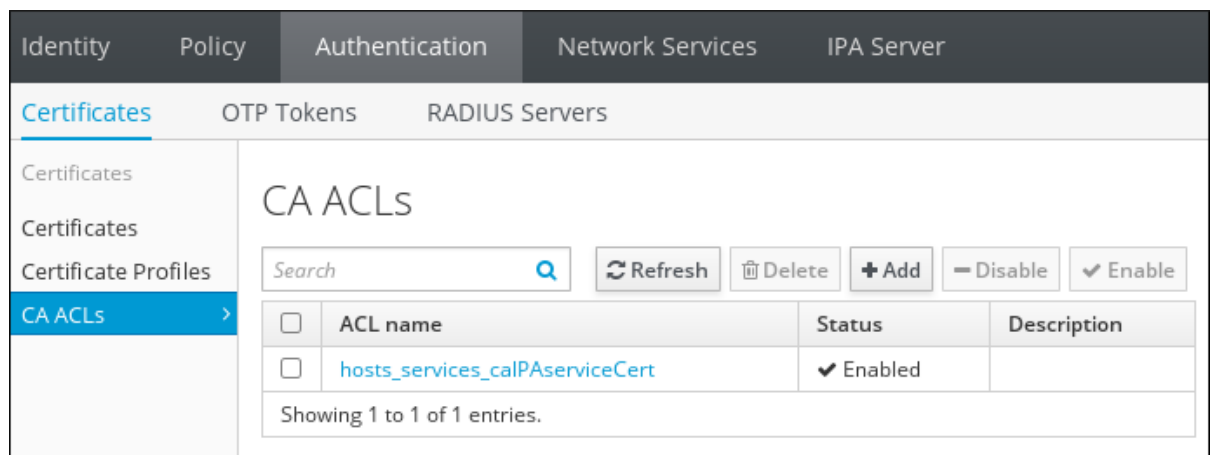 Identity Policy Authentication Network Services IPA Server
Certificates OTP Tokens RADIUS Servers
Certificates
Certificates
Certificate Profiles
CA ACLs
CA ACLs
Search Refresh Delete Add Disable Enable
ACL name Status Description
hosts_services_caIPAserviceCert Enabled
Showing 1 to 1 of 1 entries.